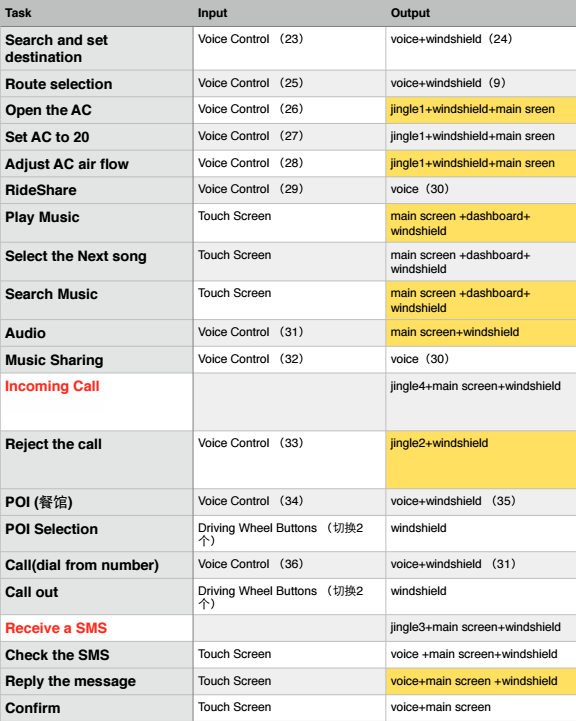 Task Input Output
Search and set Voice Control （23） voice+windshield（24）
destination
Route selection Voice Control （25） voice+windshield（9）
Open the AC Voice Control （26） jingle1+windshield+main sreen
Set AC to 20 Voice Control （27） jingle1+windshield+main sreen
Adjust AC air flow Voice Control （28） jingle1+windshield+main sreen
RideShare Voice Control （29） voice（30）
Play Music Touch Screen main screen +dashboard+
windshield
Select the Next song Touch Screen main screen +dashboard+
windshield
Search Music Touch Screen main screen +dashboard+
windshield
Audio Voice Control （31） main screen+windshield
Music Sharing Voice Control （32） voice（30）
Incoming Call jingle4+main screen+windshield
Reject the call Voice Control （33） jingle2+windshield
POI (餐馆) Voice Control （34） voice+windshield （35）
POI Selection Driving Wheel Buttons （切换2 windshield
个）
Call(dial from number) Voice Control （36） voice+windshield （31）
Call out Driving Wheel Buttons （切换2 windshield
个）
Receive a SMS jingle3+main screen+windshield
Check the SMS Touch Screen voice +main screen+windshield
Reply the message Touch Screen voice+main screen +windshield
Confirm Touch Screen voice+main screen